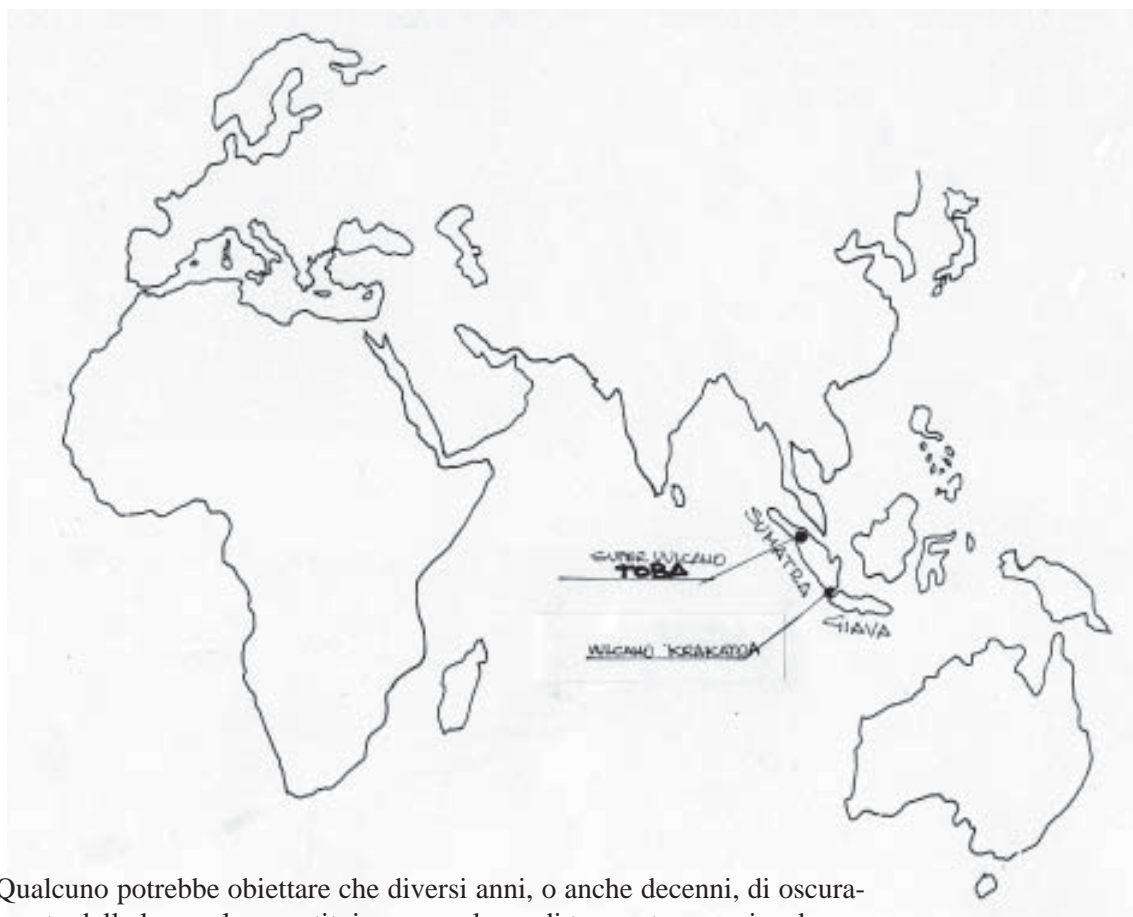 SUPER VULCANO
TOBA
SUMATRA
GIAVA
VULCANO KRAKATOA
Qualcuno potrebbe obiettare che diversi anni, o anche decenni, di oscura-